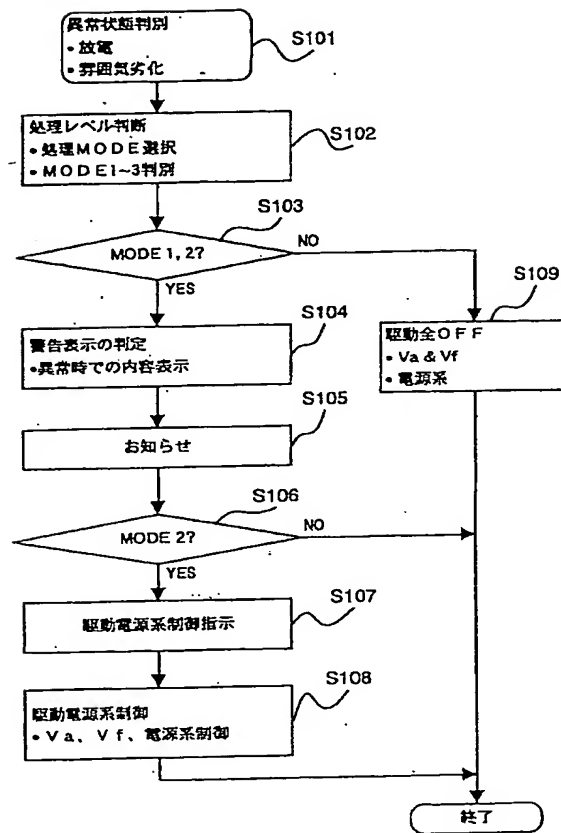 異常状態判別
• 放電
• 雰囲気劣化
S101
処理レベル判断
• 処理MODE選択
• MODE1~3判別
S102
S103
MODE 1, 2?
NO
YES
S109
駆動全OFF
• Va & Vf
• 電源系
S104
警告表示の判定
•異常時での内容表示
S105
お知らせ
S106
MODE 2?
NO
YES
S107
駆動電源系制御指示
S108
駆動電源系制御
• Va、Vf、電源系制御
終了